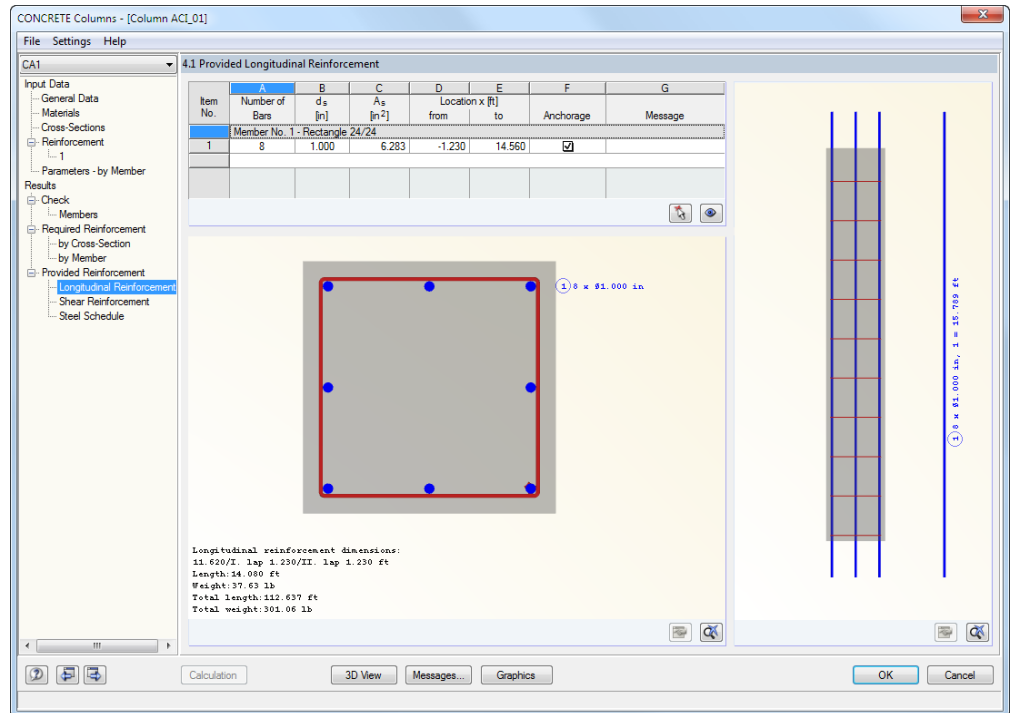 CONCRETE Columns - [Column ACI_01]
File Settings Help
CA1
4.1 Provided Longitudinal Reinforcement
Input Data
General Data
Materials
Cross-Sections
Reinforcement
1
Parameters - by Member
Results
Check
Members
Required Reinforcement
by Cross-Section
by Member
Provided Reinforcement
Longitudinal Reinforcement
Shear Reinforcement
Steel Schedule
A B C D E F G
Item Number of ds As Location x [ft]
No. Bars [in] [in2] from to Anchorage Message
Member No. 1 - Rectangle 24/24
1 8 1.000 6.283 -1.230 14.560
1 8 x Ø1.000 in
Longitudinal reinforcement dimensions:
11.620/I. lap 1.230/II. lap 1.230 ft
Length:14.080 ft
Weight:37.63 lb
Total length:112.637 ft
Total weight:301.06 lb
1 8 x Ø1.000 in, l = 15.789 ft
Calculation 3D View Messages... Graphics OK Cancel